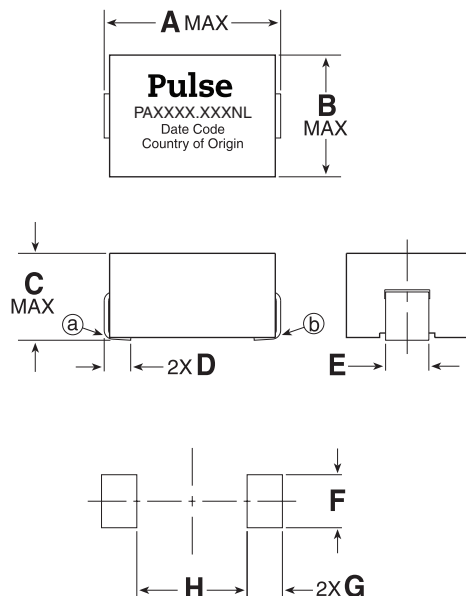 A MAX
Pulse
PAXXXX.XXXNL
Date Code
Country of Origin
B
MAX
C
MAX
a
b
2X D
E
F
H
2X G